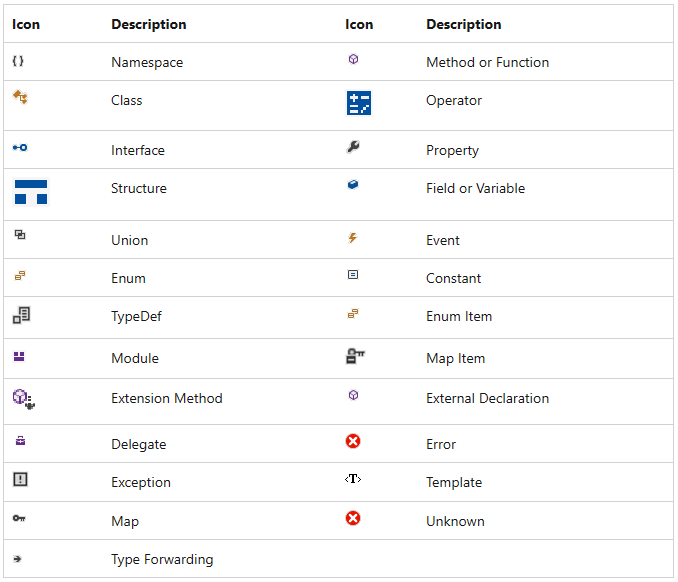 Icon Description Icon Description
Namespace Method or Function
Class Operator
Interface Property
Structure Field or Variable
Union Event
Enum Constant
TypeDef Enum Item
Module Map Item
Extension Method External Declaration
Delegate Error
Exception Template
Map Unknown
Type Forwarding